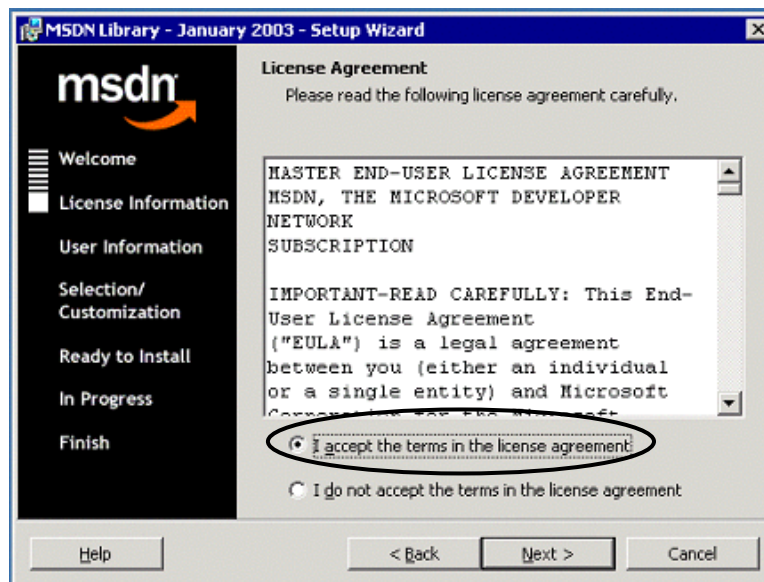 MSDN Library - January 2003 - Setup Wizard
msdn
Welcome
License Information
User Information
Selection/
Customization
Ready to Install
In Progress
Finish
License Agreement
Please read the following license agreement carefully.
MASTER END-USER LICENSE AGREEMENT
MSDN, THE MICROSOFT DEVELOPER
NETWORK
SUBSCRIPTION
IMPORTANT-READ CAREFULLY: This End-
User License Agreement
("EULA") is a legal agreement
between you (either an individual
or a single entity) and Microsoft
Corporation for the Microsoft
I accept the terms in the license agreement
I do not accept the terms in the license agreement
Help
< Back
Next >
Cancel